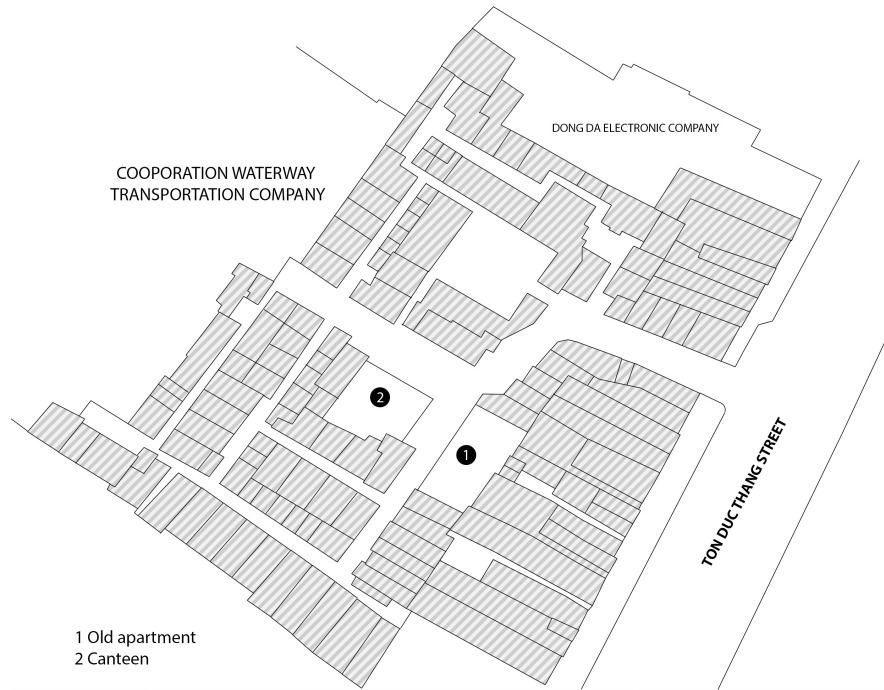 DONG DA ELECTRONIC COMPANY
COOPORATION WATERWAY
TRANSPORTATION COMPANY
2
1
TON DUC THANG STREET
1 Old apartment
2 Canteen